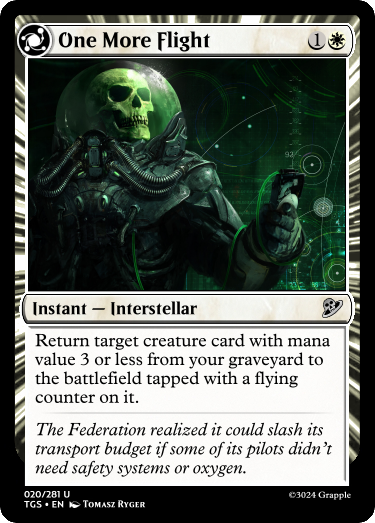 One More Flight
1
Instant — Interstellar
Return target creature card with mana
value 3 or less from your graveyard to
the battlefield tapped with a flying
counter on it.
The Federation realized it could slash its
transport budget if some of its pilots didn't
need safety systems or oxygen.
020/281 U
TGS • EN Tomasz Ryger
©3024 Grapple